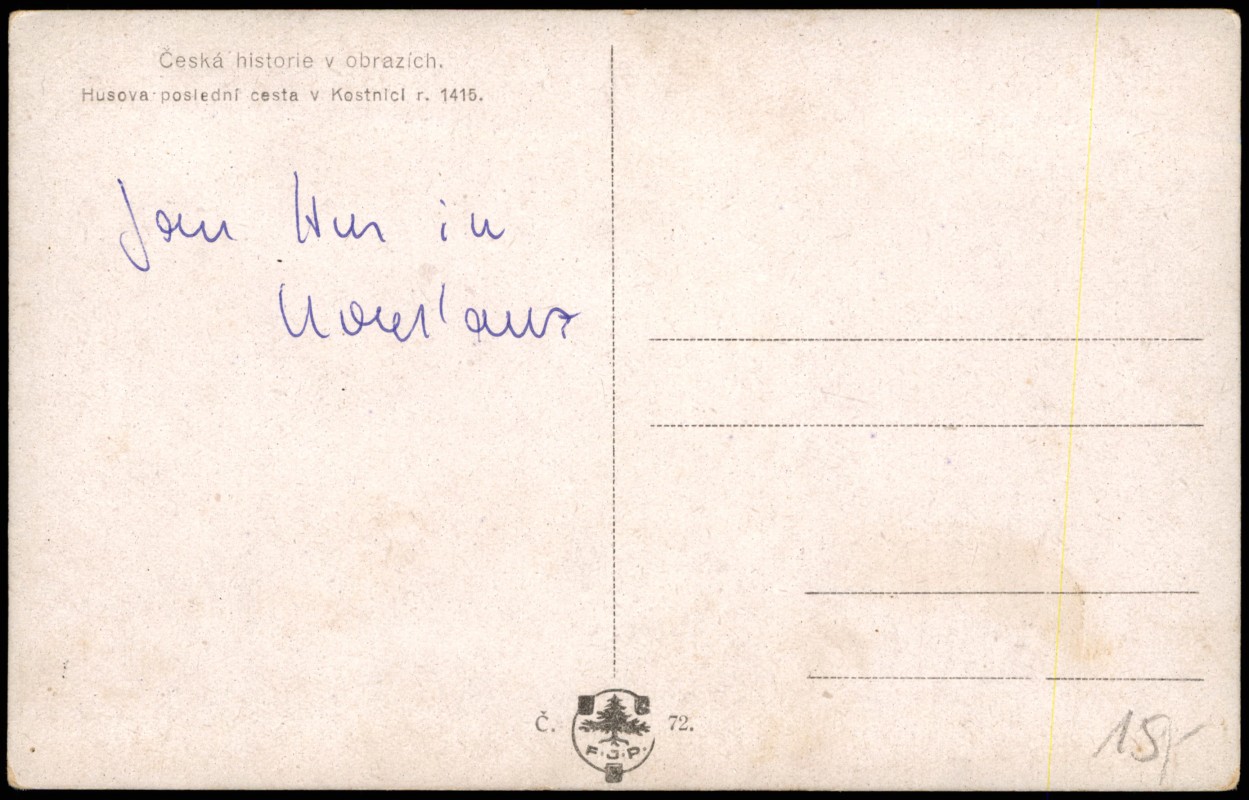 Česká historie v obrazích.
Husova poslední cesta v Kostnici r. 1415.
Jan Hus in
Konstanz
Č. 72.
F.J.P.
15,-